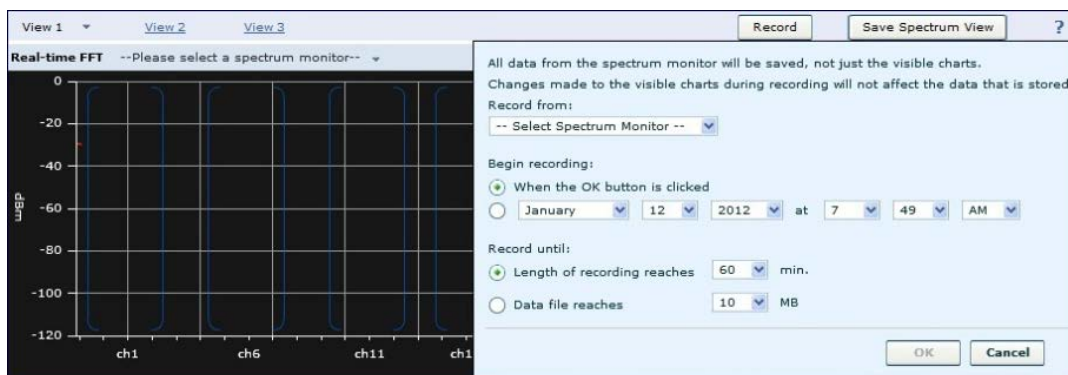 View 1 View 2 View 3 Record Save Spectrum View ?
Real-time FFT --Please select a spectrum monitor--
0
-20
-40
-60
-80
-100
-120
dBm
ch1 ch6 ch11 ch1
All data from the spectrum monitor will be saved, not just the visible charts.
Changes made to the visible charts during recording will not affect the data that is stored
Record from:
-- Select Spectrum Monitor --
Begin recording:
When the OK button is clicked
January 12 2012 at 7 49 AM
Record until:
Length of recording reaches 60 min.
Data file reaches 10 MB
OK Cancel